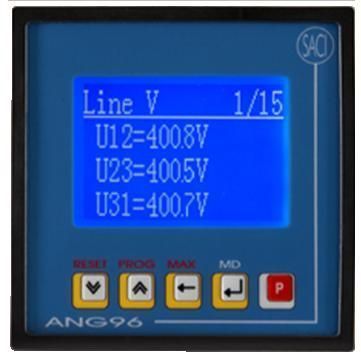 SACI
Line V 1/15
U12=400.8V
U23=400.5V
U31=400.7V
RESET PROG MAX MD
P
ANG96